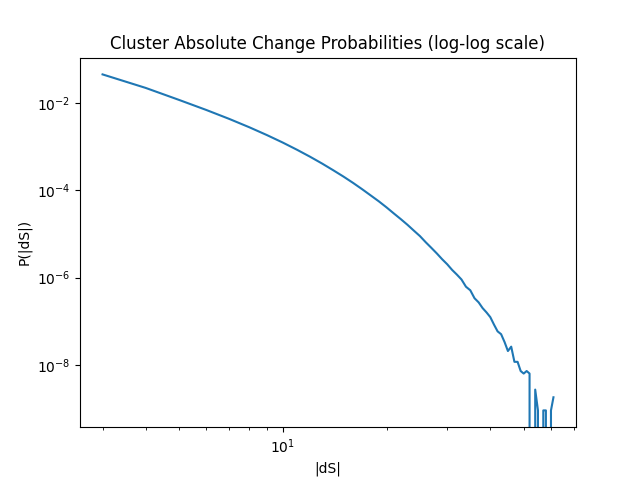 Cluster Absolute Change Probabilities (log-log scale)
P(|dS|)
10⁻²
10⁻⁴
10⁻⁶
10⁻⁸
10¹
|dS|